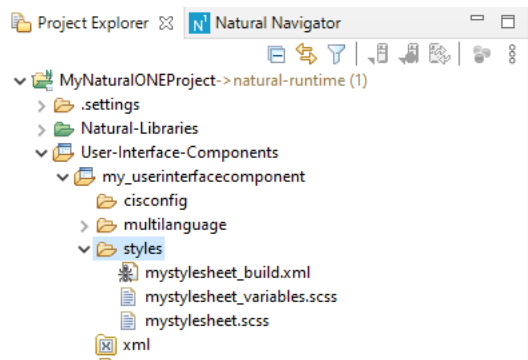 Project Explorer N¹ Natural Navigator
MyNaturalONEProject->natural-runtime (1)
.settings
Natural-Libraries
User-Interface-Components
my_userinterfacecomponent
cisconfig
multilanguage
styles
mystylesheet_build.xml
mystylesheet_variables.scss
mystylesheet.scss
xml